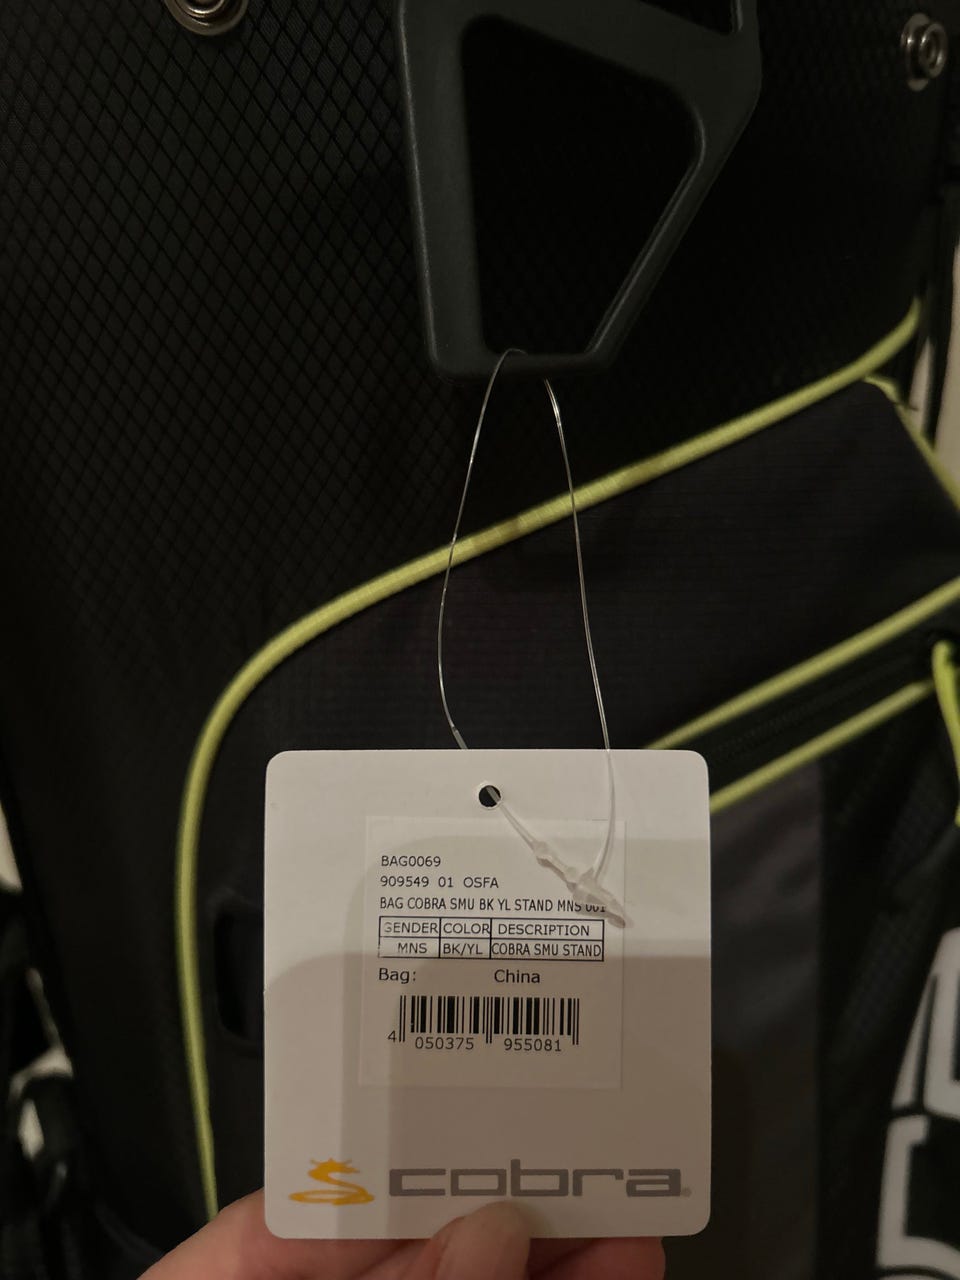 BAG0069
909549 01 OSFA
BAG COBRA SMU BK YL STAND MNS 001
GENDER COLOR DESCRIPTION
MNS BK/YL COBRA SMU STAND
Bag: China
4 050375 955081
cobra